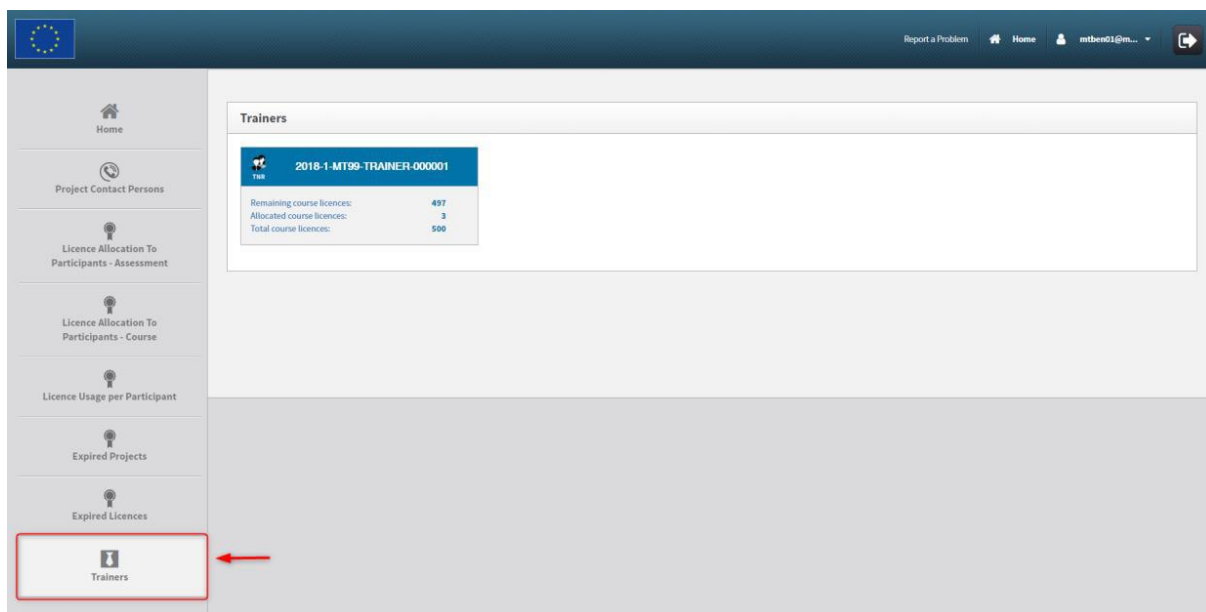 Report a Problem Home mtben01@m...
Home
Project Contact Persons
Licence Allocation To
Participants - Assessment
Licence Allocation To
Participants - Course
Licence Usage per Participant
Expired Projects
Expired Licences
Trainers
Trainers
TNR 2018-1-MT99-TRAINER-000001
Remaining course licences: 497
Allocated course licences: 3
Total course licences: 500